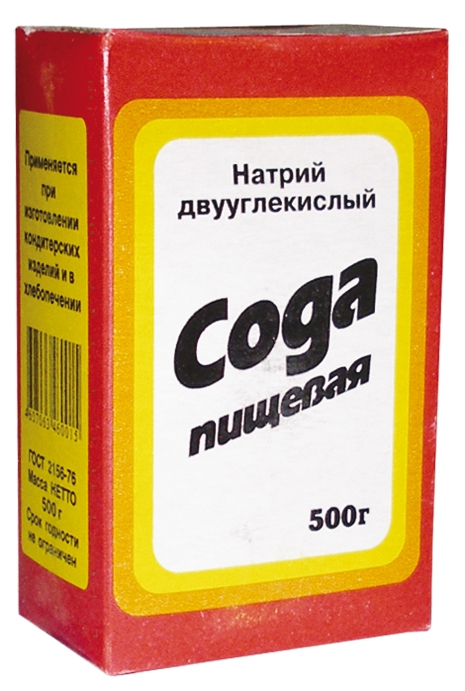 Применяется
при
изготовлении
кондитерских
изделий и в
хлебопечении
4607063460015
ГОСТ 2156-76
Масса НЕТТО
500 г
Срок годности
не ограничен
Натрий
двууглекислый
Сода
пищевая
500г